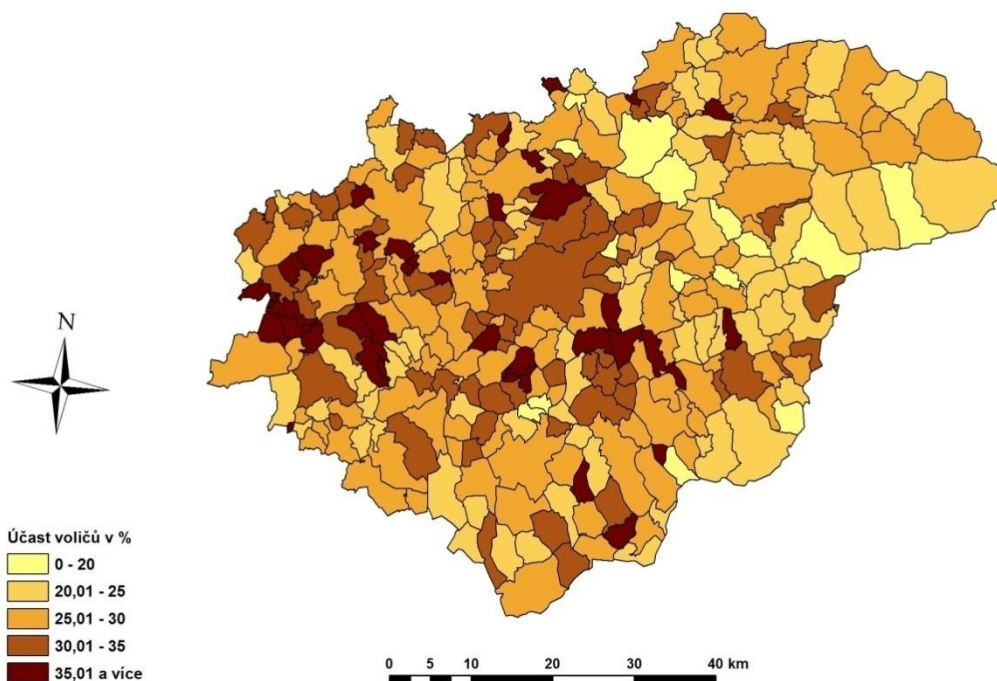 N
Účast voličů v %
0 - 20
20,01 - 25
25,01 - 30
30,01 - 35
35,01 a více
0 5 10 20 30 40 km